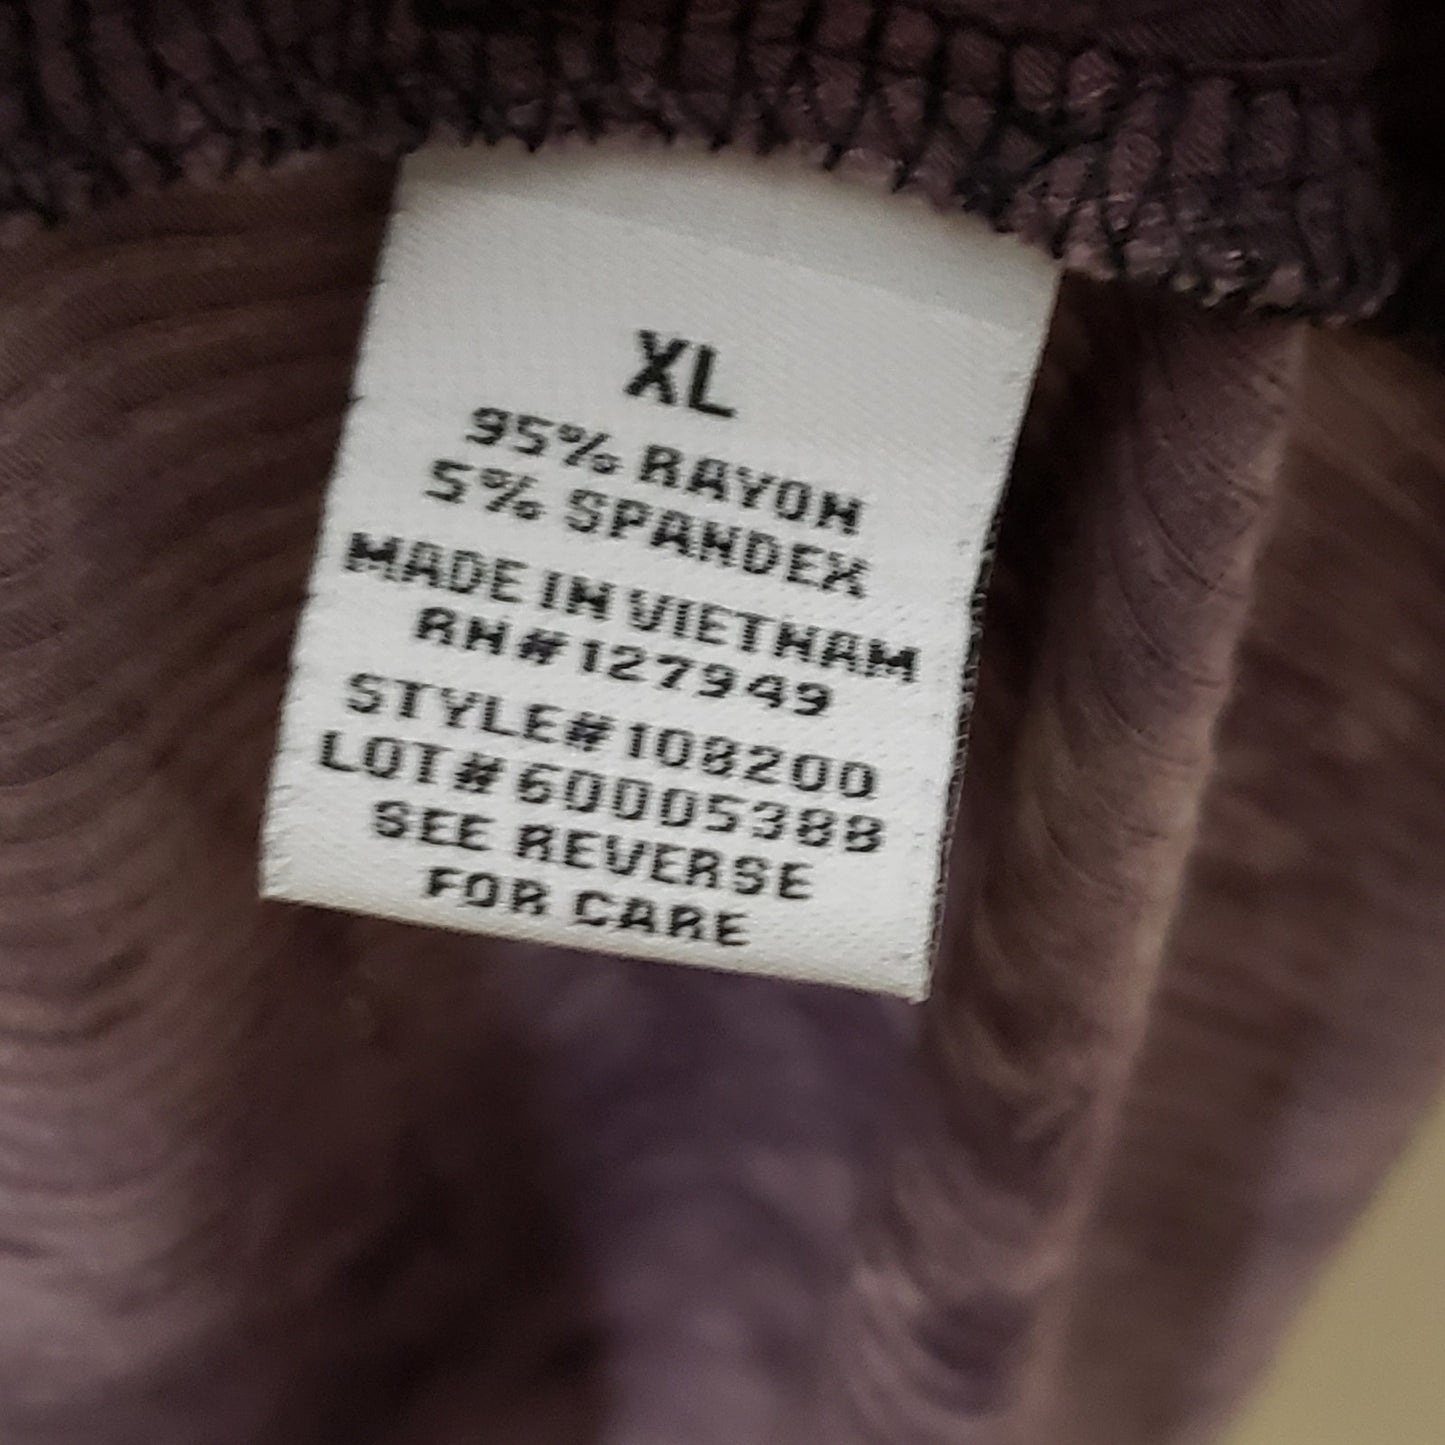 XL
95% RAYON
5% SPANDEX
MADE IN VIETNAM
RN#127949
STYLE#108200
LOT#60005388
SEE REVERSE
FOR CARE